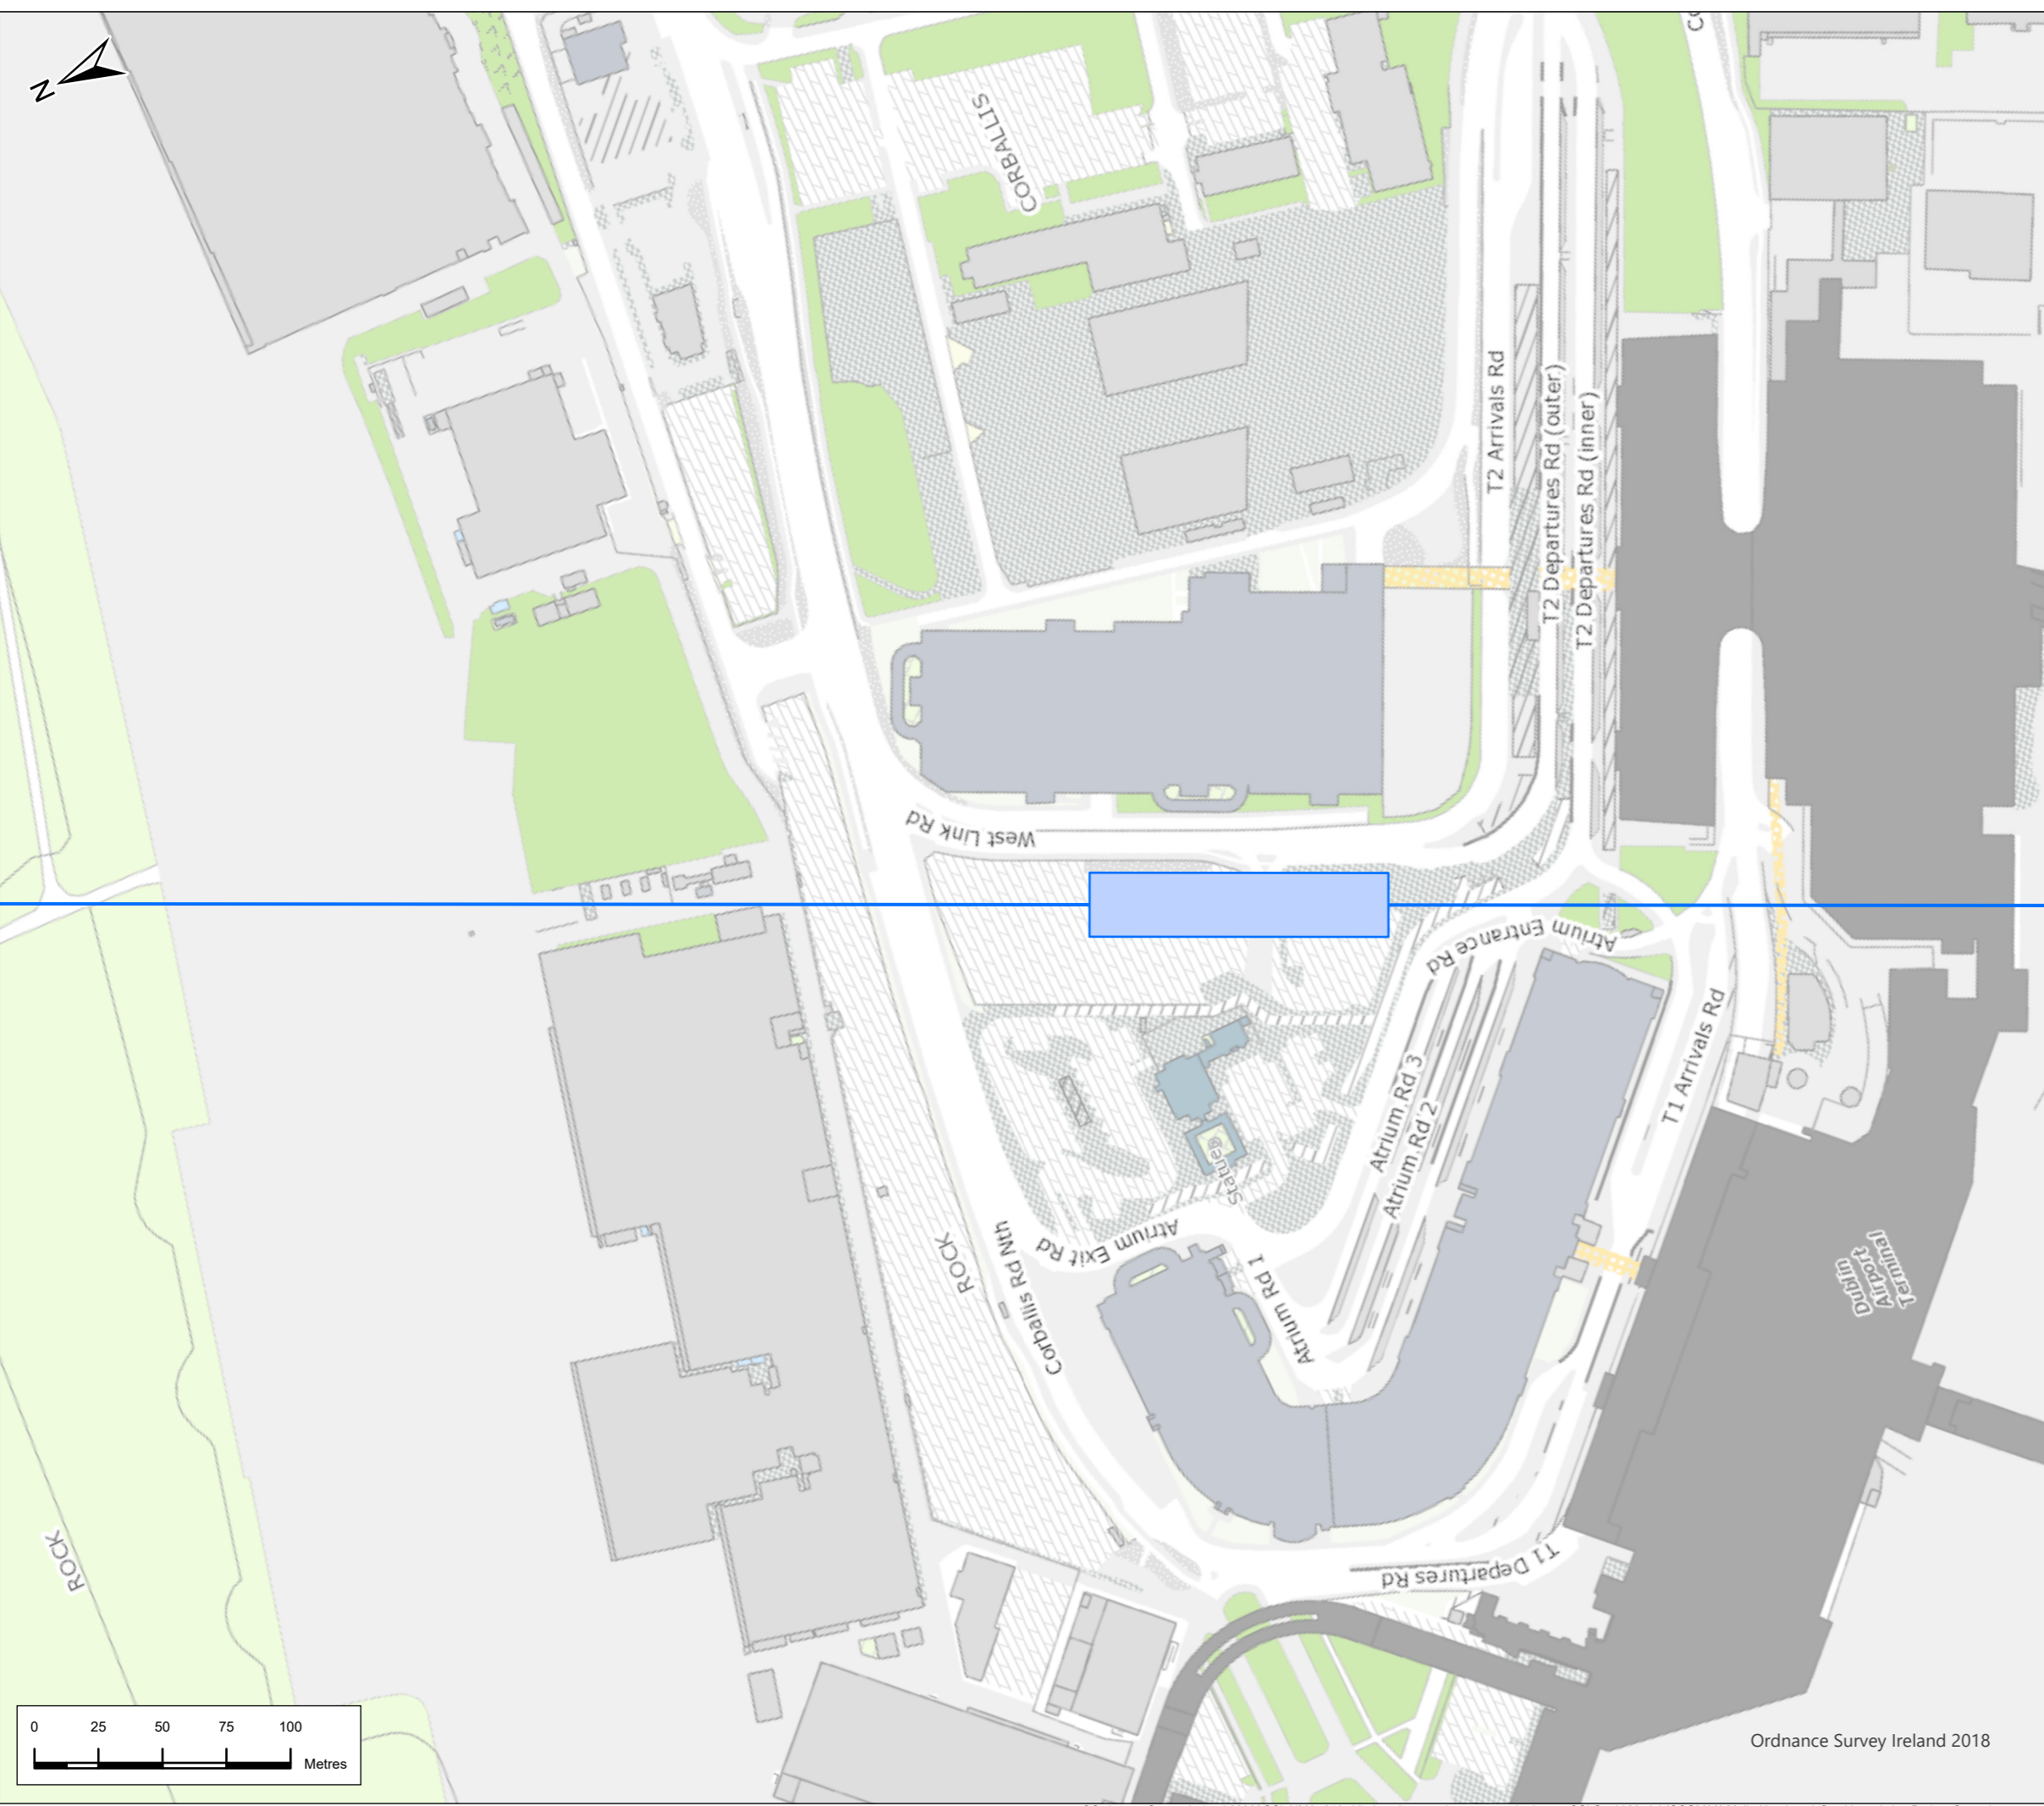 N
CORBALLIS
T2 Arrivals Rd
T2 Departures Rd (outer)
T2 Departures Rd (inner)
West Link Rd
Atrium Entrance Rd
T1 Arrivals Rd
Atrium Rd 3
Atrium Rd 2
Statue
Atrium Exit Rd
Atrium Rd 1
ROCK
Corballis Rd Nth
Dublin
Airport
Terminal
ROCK
T1 Departures Rd
0 25 50 75 100
Metres
Ordnance Survey Ireland 2018